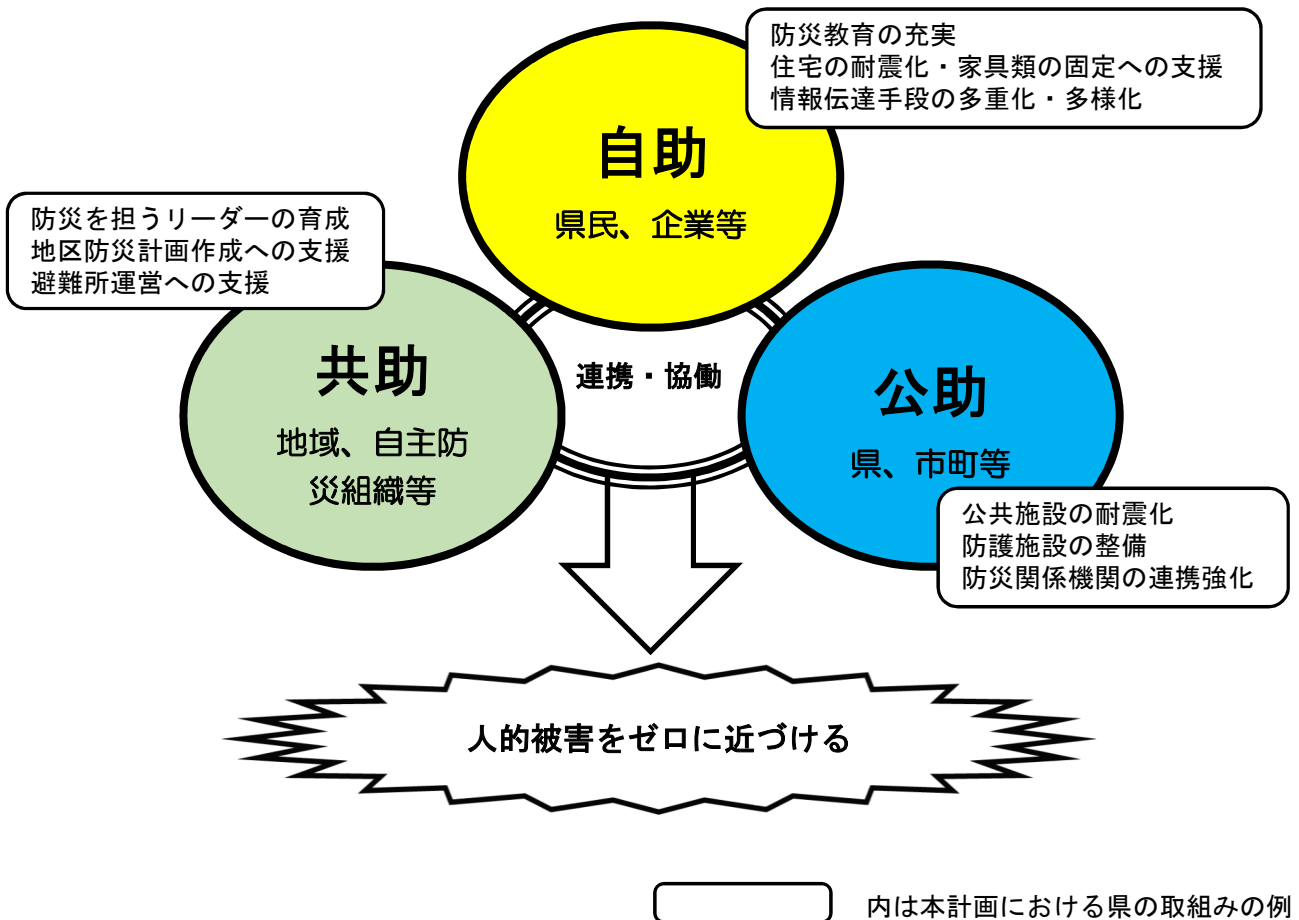 防災教育の充実
住宅の耐震化・家具類の固定への支援
情報伝達手段の多重化・多様化
自助
県民、企業等
防災を担うリーダーの育成
地区防災計画作成への支援
避難所運営への支援
共助
地域、自主防
災組織等
連携・協働
公助
県、市町等
公共施設の耐震化
防護施設の整備
防災関係機関の連携強化
人的被害をゼロに近づける
内は本計画における県の取組みの例